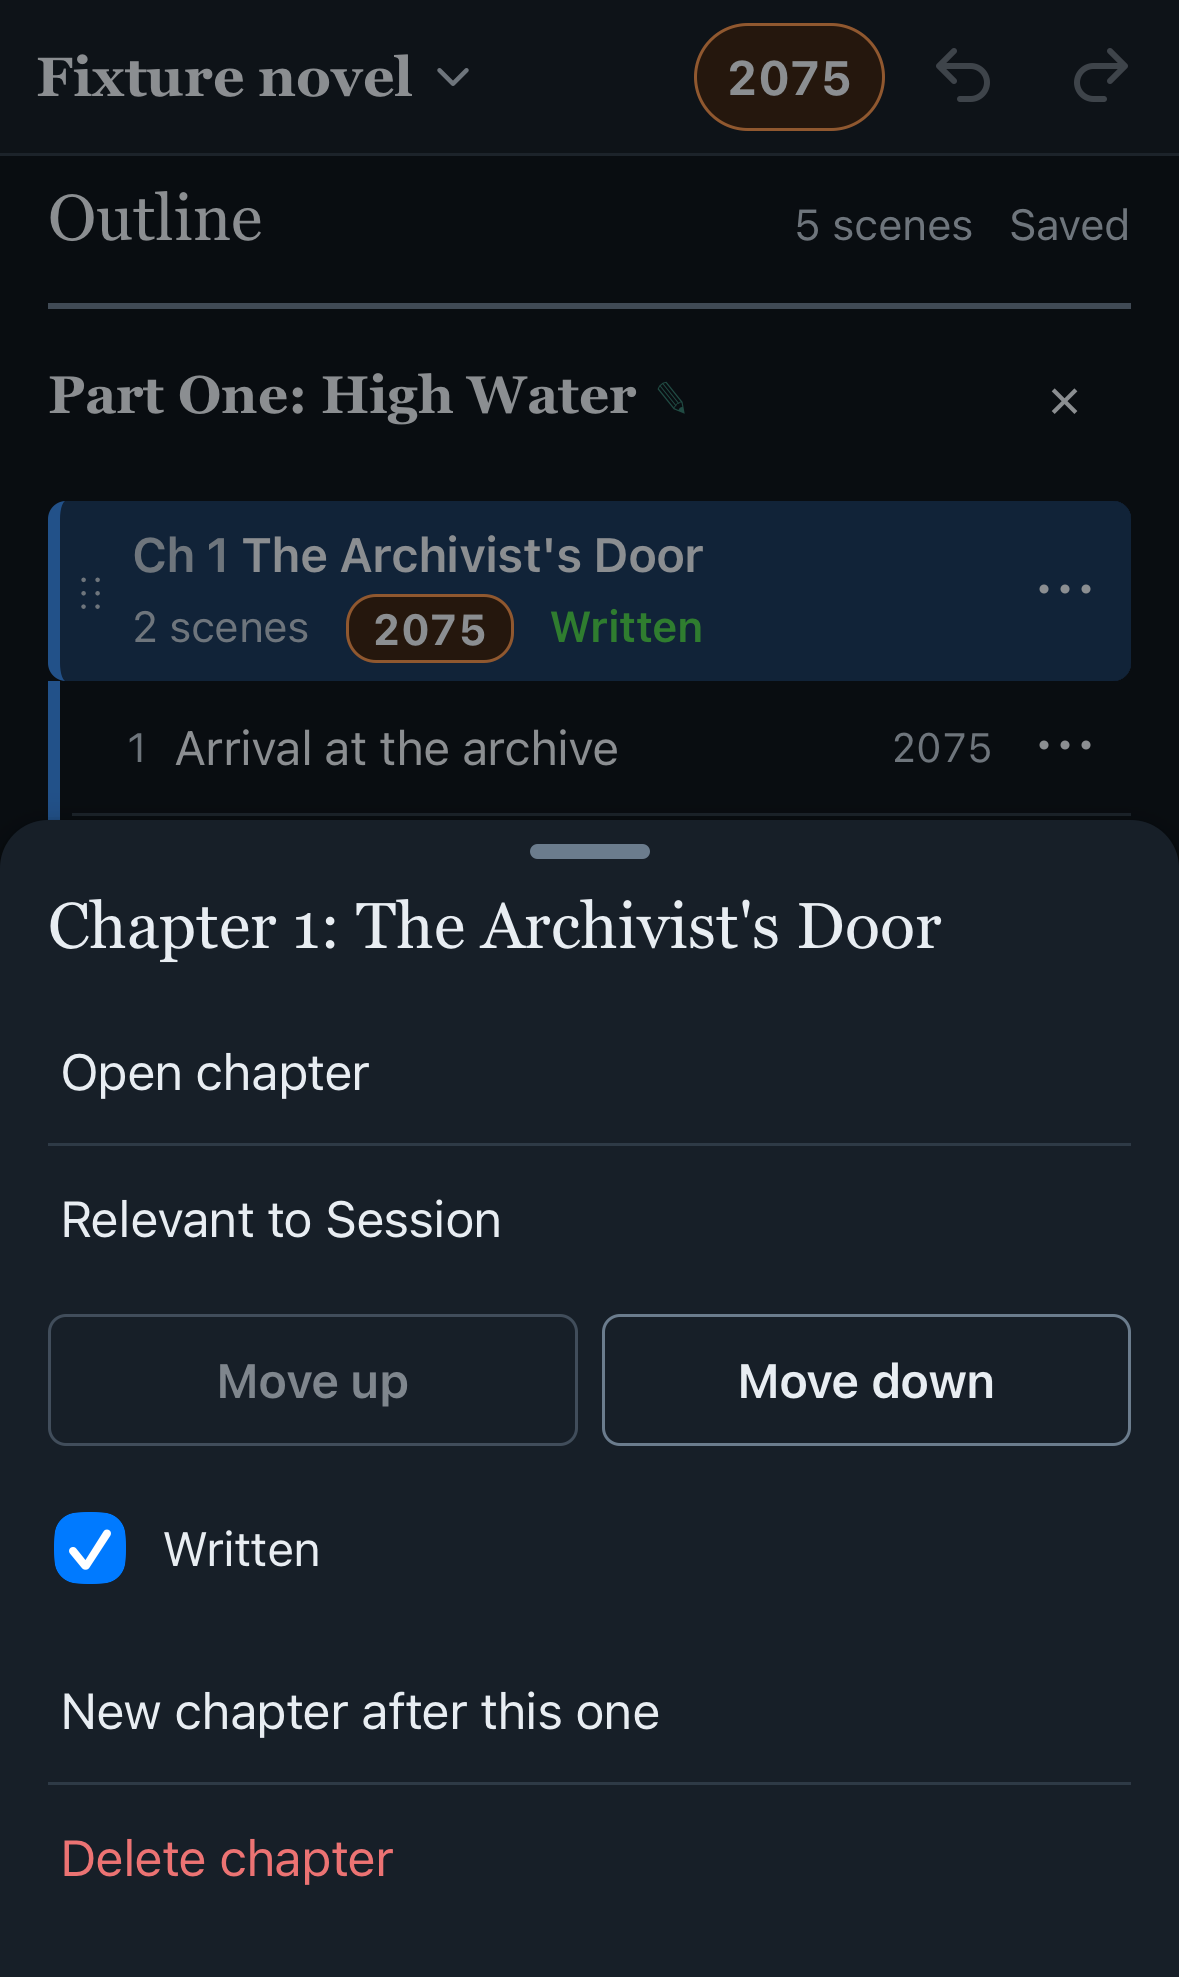 Fixture novel
2075
Outline
5 scenes Saved
Part One: High Water
Ch 1 The Archivist's Door
2 scenes 2075 Written
1 Arrival at the archive 2075
Chapter 1: The Archivist's Door
Open chapter
Relevant to Session
Move up
Move down
Written
New chapter after this one
Delete chapter